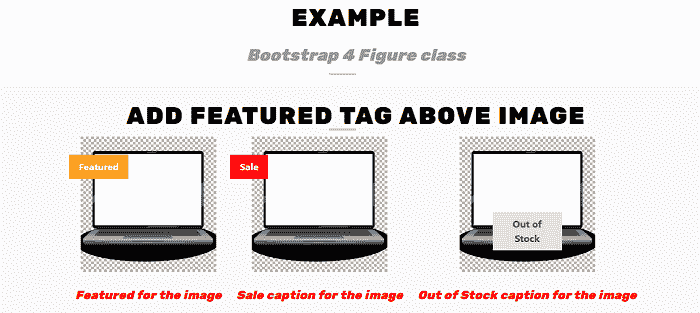 EXAMPLE
Bootstrap 4 Figure class
ADD FEATURED TAG ABOVE IMAGE
Featured
Sale
Out of
Stock
Featured for the image
Sale caption for the image
Out of Stock caption for the image